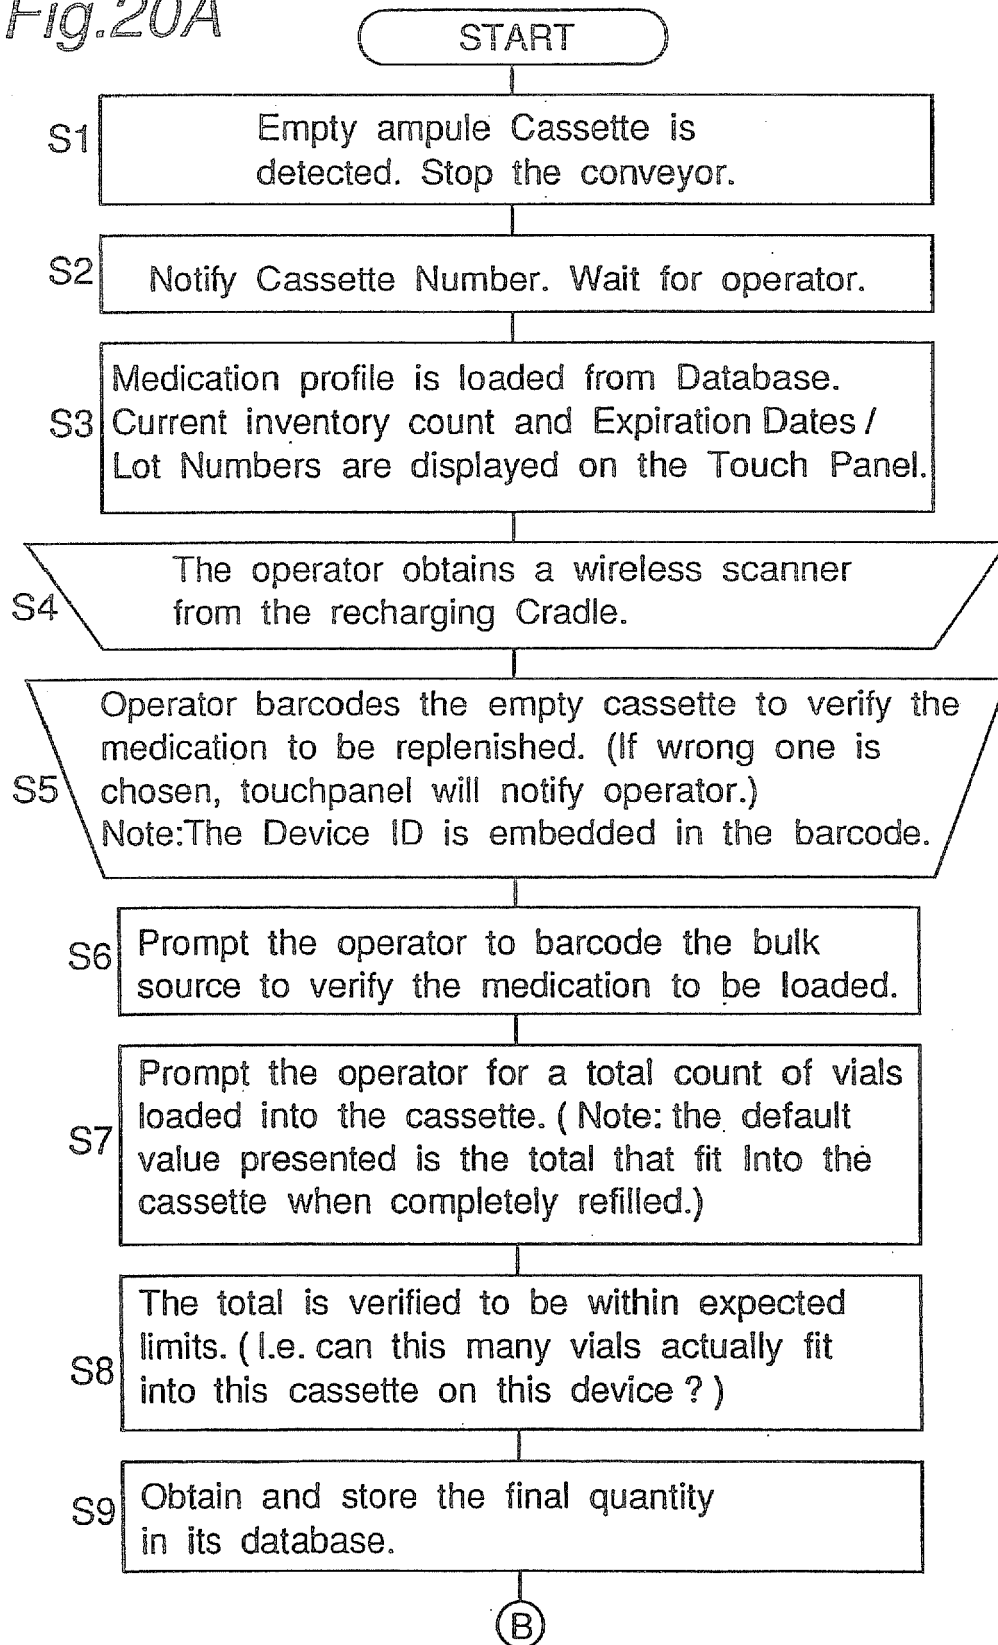 Fig.20A
START
S1
Empty ampule Cassette is
detected. Stop the conveyor.
S2
Notify Cassette Number. Wait for operator.
S3
Medication profile is loaded from Database.
Current inventory count and Expiration Dates /
Lot Numbers are displayed on the Touch Panel.
S4
The operator obtains a wireless scanner
from the recharging Cradle.
S5
Operator barcodes the empty cassette to verify the
medication to be replenished. (If wrong one is
chosen, touchpanel will notify operator.)
Note:The Device ID is embedded in the barcode.
S6
Prompt the operator to barcode the bulk
source to verify the medication to be loaded.
S7
Prompt the operator for a total count of vials
loaded into the cassette. ( Note: the default
value presented is the total that fit Into the
cassette when completely refilled.)
S8
The total is verified to be within expected
limits. ( I.e. can this many vials actually fit
into this cassette on this device ? )
S9
Obtain and store the final quantity
in its database.
B